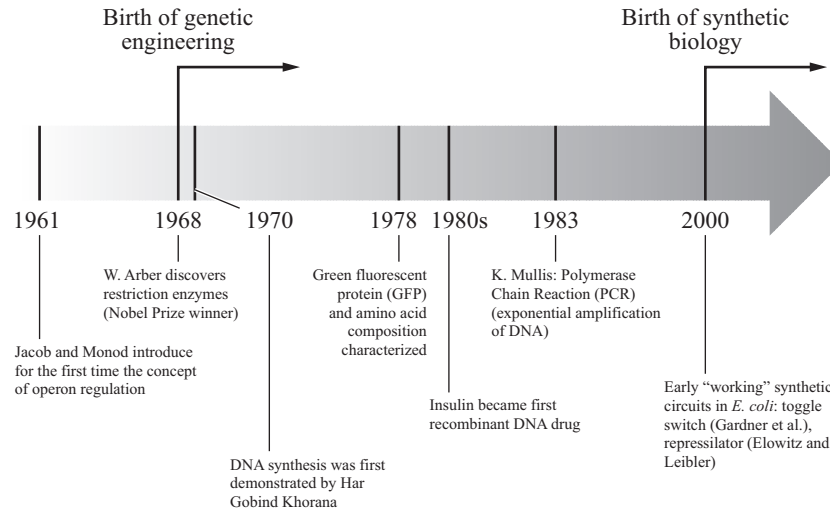 Birth of genetic
engineering
Birth of synthetic
biology
1961
1968
1970
1978
1980s
1983
2000
W. Arber discovers
restriction enzymes
(Nobel Prize winner)
Green fluorescent
protein (GFP)
and amino acid
composition
characterized
K. Mullis: Polymerase
Chain Reaction (PCR)
(exponential amplification
of DNA)
Jacob and Monod introduce
for the first time the concept
of operon regulation
Insulin became first
recombinant DNA drug
Early “working” synthetic
circuits in E. coli: toggle
switch (Gardner et al.),
repressilator (Elowitz and
Leibler)
DNA synthesis was first
demonstrated by Har
Gobind Khorana